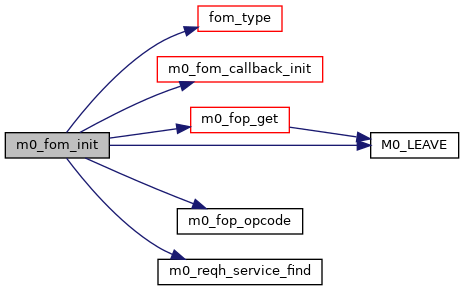 fom_type
m0_fom_callback_init
m0_fop_get
m0_fom_init
M0_LEAVE
m0_fop_opcode
m0_reqh_service_find